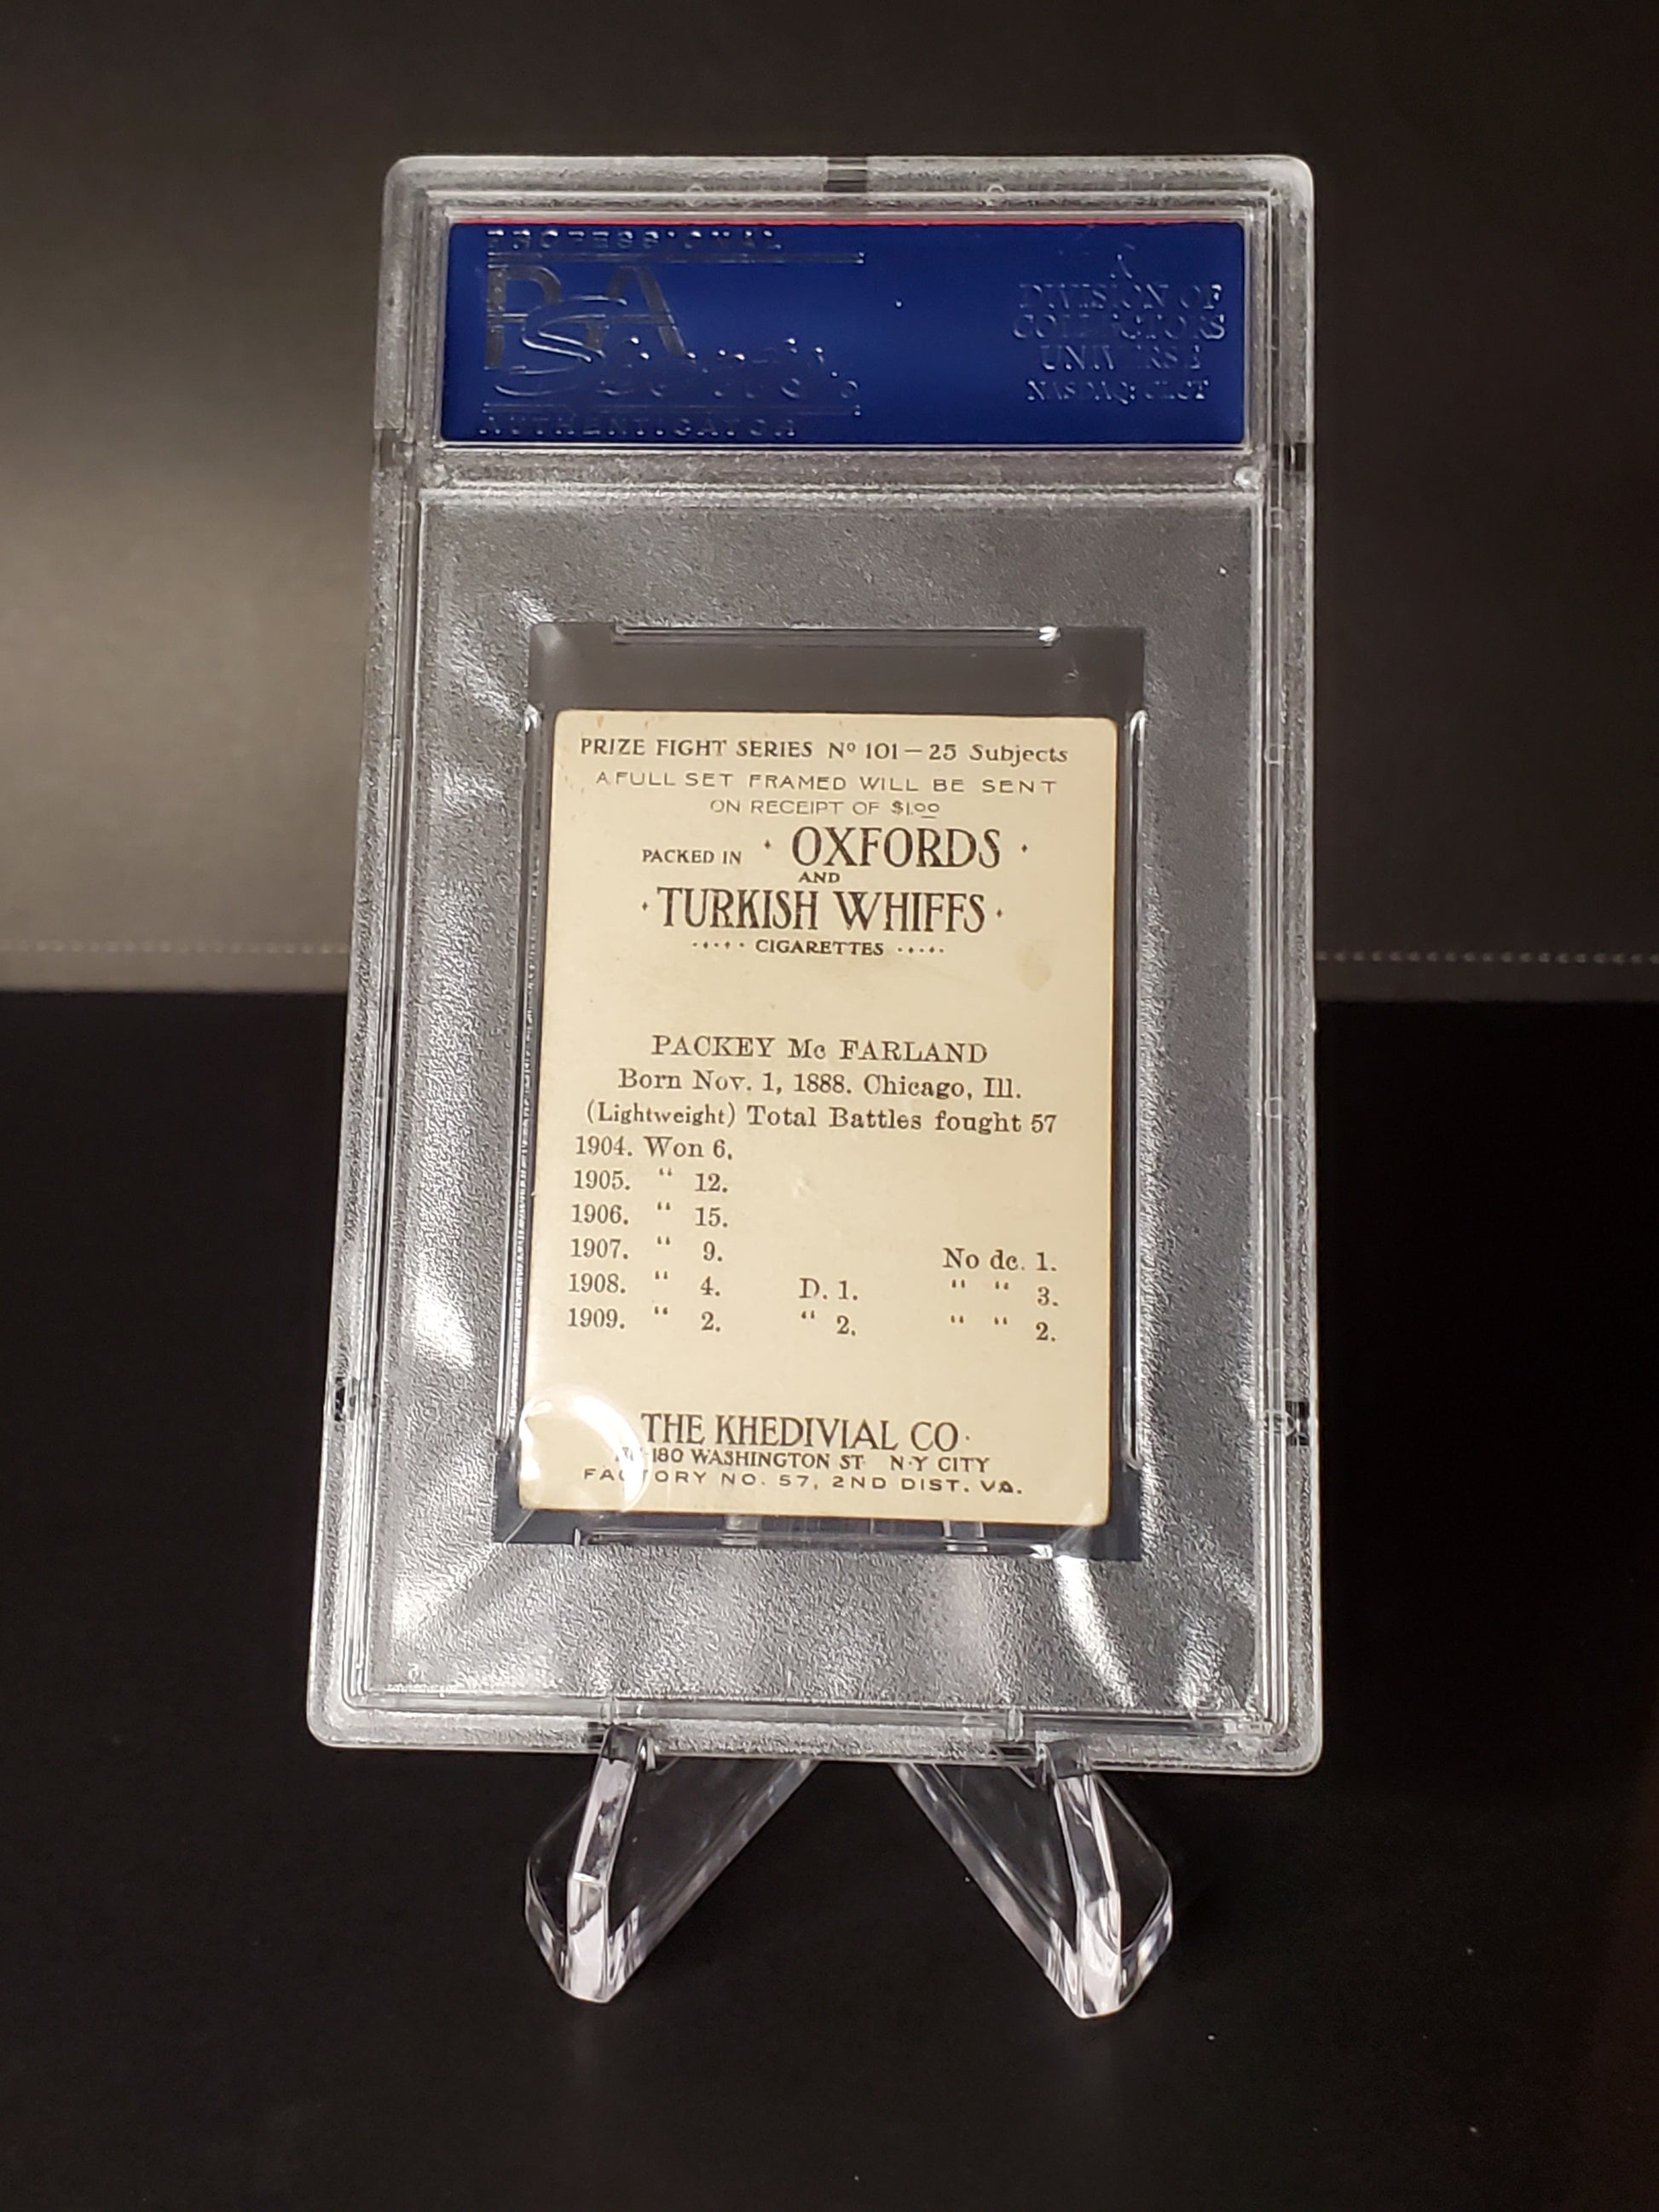 PROFESSIONAL
PSA
Sports
AUTHENTICATOR
A
DIVISION OF
COLLECTORS
UNIVERSE
NASDAQ: CLCT
PRIZE FIGHT SERIES Nº 101 — 25 Subjects
A FULL SET FRAMED WILL BE SENT
ON RECEIPT OF $1.00
PACKED IN · OXFORDS ·
AND
· TURKISH WHIFFS ·
····· CIGARETTES ·····
PACKEY Mc FARLAND
Born Nov. 1, 1888. Chicago, Ill.
(Lightweight) Total Battles fought 57
1904. Won 6.
1905. “ 12.
1906. “ 15.
1907. “ 9. No dc. 1.
1908. “ 4. D. 1. “ “ 3.
1909. “ 2. “ 2. “ “ 2.
THE KHEDIVIAL CO.
180 WASHINGTON ST N·Y CITY
FACTORY NO. 57, 2ND DIST. VA.